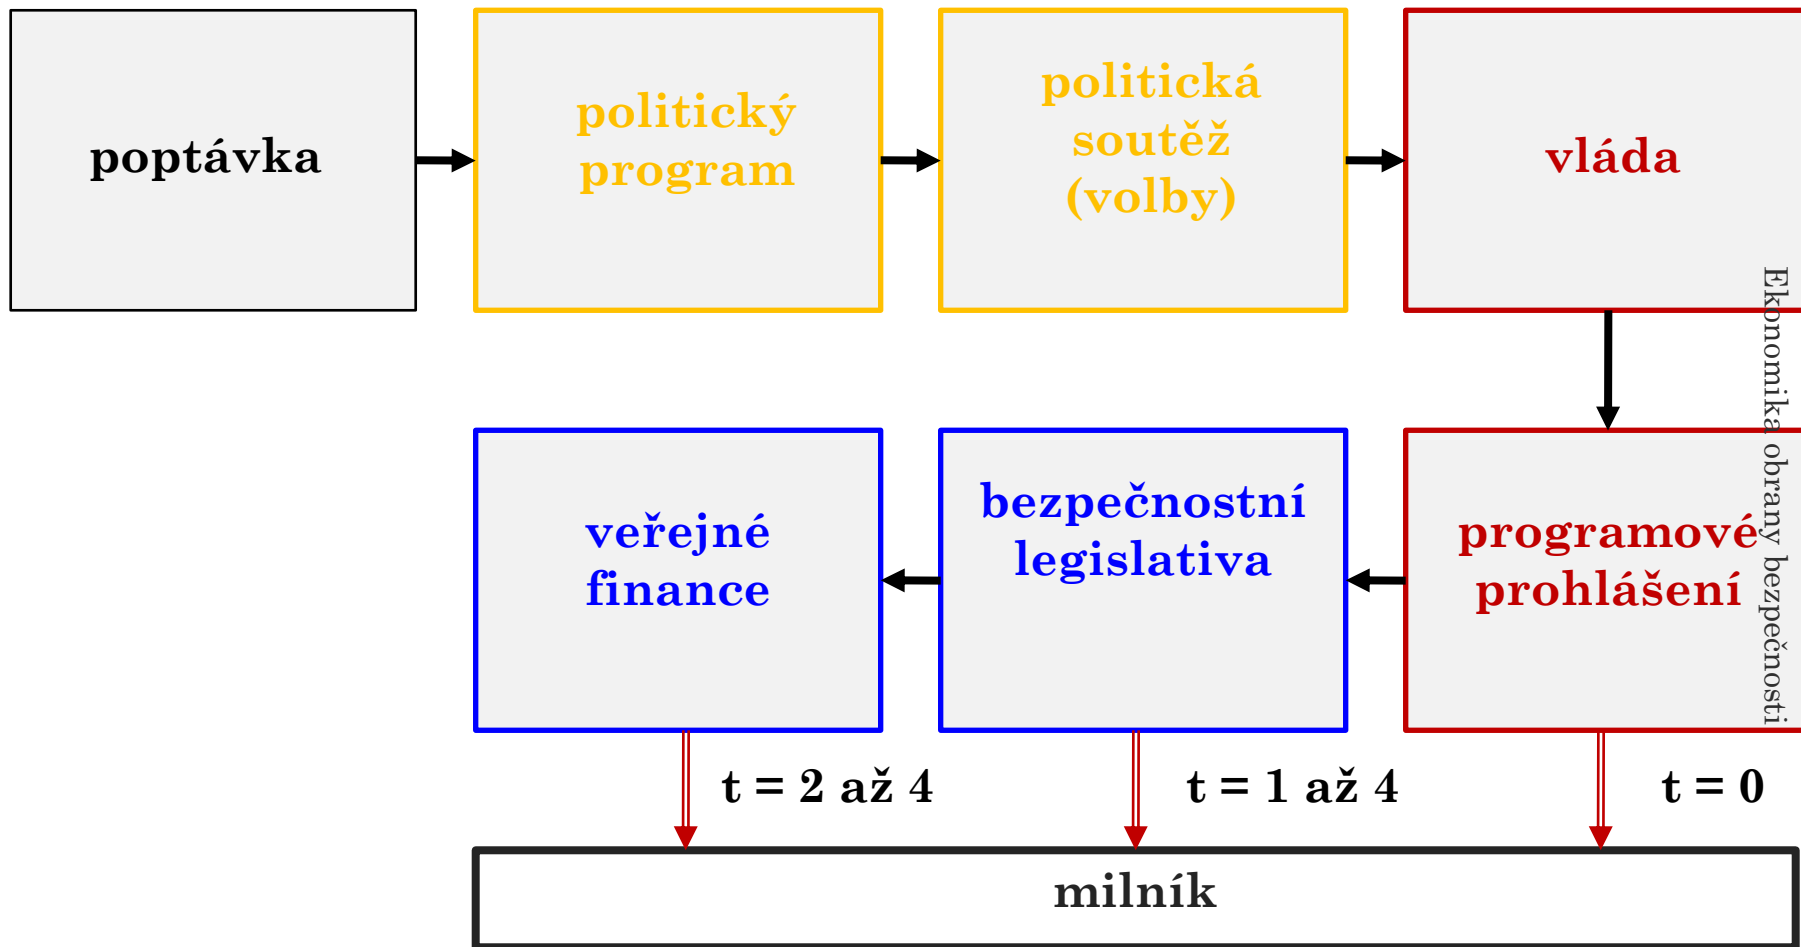 poptávka
politický
program
politická
soutěž
(volby)
vláda
Ekonomika obrany bezpečnosti
veřejné
finance
bezpečnostní
legislativa
programové
prohlášení
t = 2 až 4
t = 1 až 4
t = 0
milník